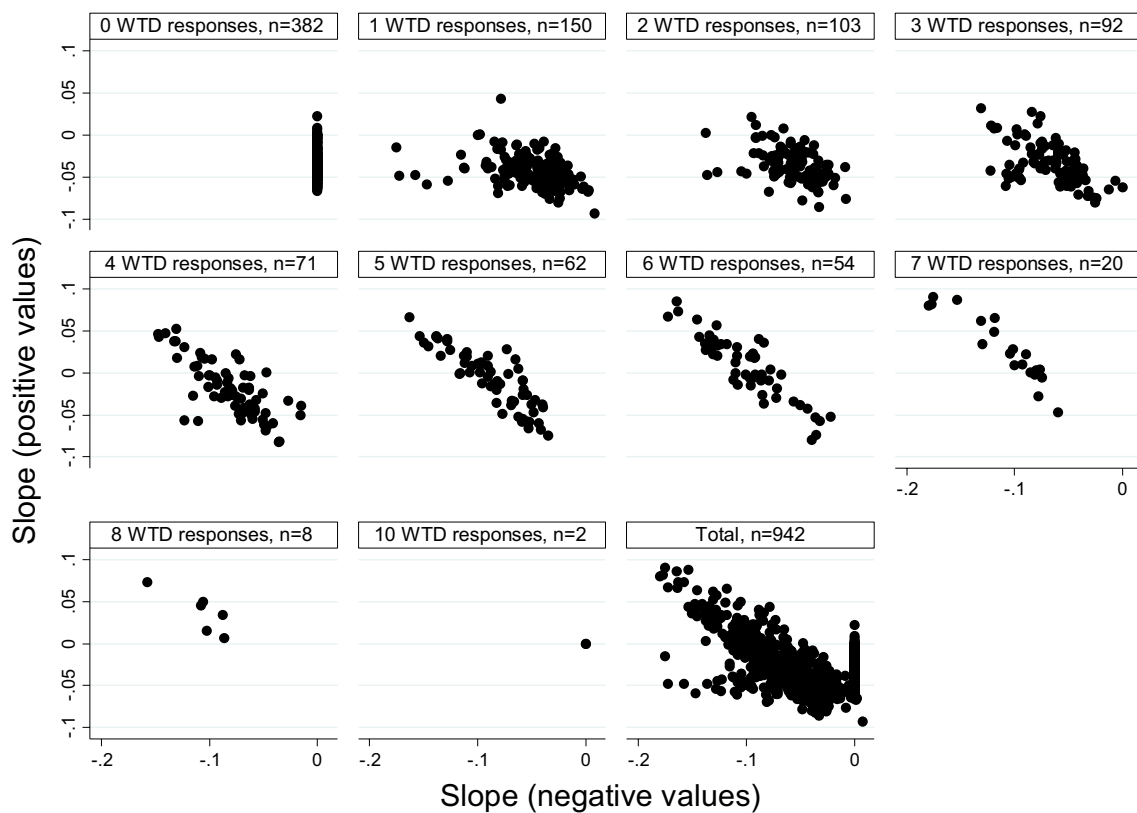 0 WTD responses, n=382
1 WTD responses, n=150
2 WTD responses, n=103
3 WTD responses, n=92
.1
.05
0
-.05
-.1
4 WTD responses, n=71
5 WTD responses, n=62
6 WTD responses, n=54
7 WTD responses, n=20
.1
.05
0
-.05
-.1
-.2
-.1
0
8 WTD responses, n=8
10 WTD responses, n=2
Total, n=942
.1
.05
0
-.05
-.1
-.2
-.1
0
-.2
-.1
0
-.2
-.1
0
Slope (positive values)
Slope (negative values)